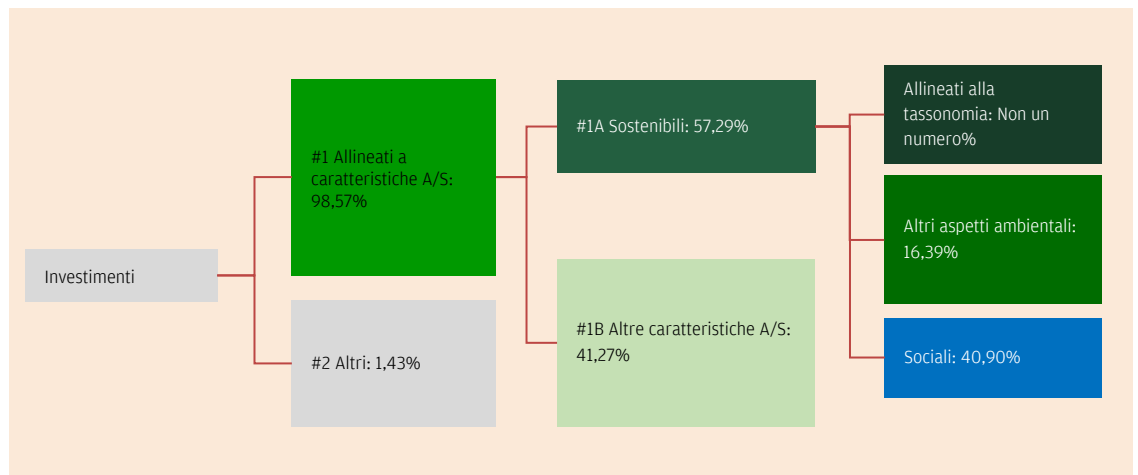 Investimenti
#1 Allineati a
caratteristiche A/S:
98,57%
#2 Altri: 1,43%
#1A Sostenibili: 57,29%
#1B Altre caratteristiche A/S:
41,27%
Allineati alla
tassonomia: Non un
numero%
Altri aspetti ambientali:
16,39%
Sociali: 40,90%